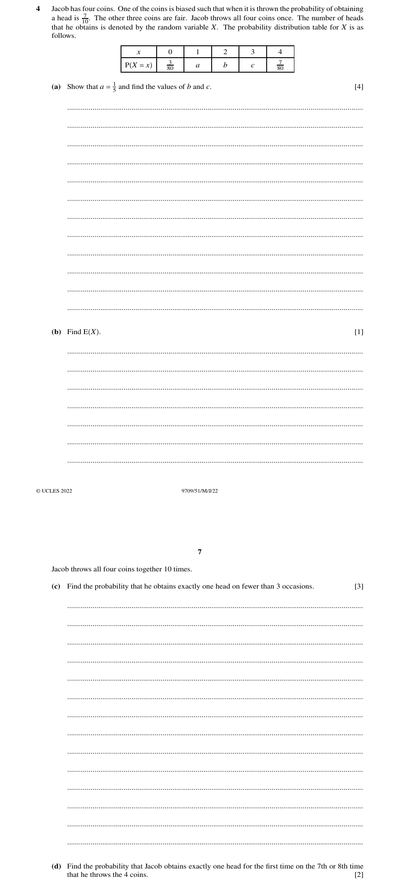 4 Jacob has four coins. One of the coins is biased such that when it is thrown the probability of obtaining
a head is 7/10. The other three coins are fair. Jacob throws all four coins once. The number of heads
that he obtains is denoted by the random variable X. The probability distribution table for X is as
follows.
x 0 1 2 3 4
P(X = x) 3/80 a b c 7/80
(a) Show that a = 1/5 and find the values of b and c. [4]
(b) Find E(X). [1]
© UCLES 2022 9709/51/M/J/22
7
Jacob throws all four coins together 10 times.
(c) Find the probability that he obtains exactly one head on fewer than 3 occasions. [3]
(d) Find the probability that Jacob obtains exactly one head for the first time on the 7th or 8th time
that he throws the 4 coins. [2]